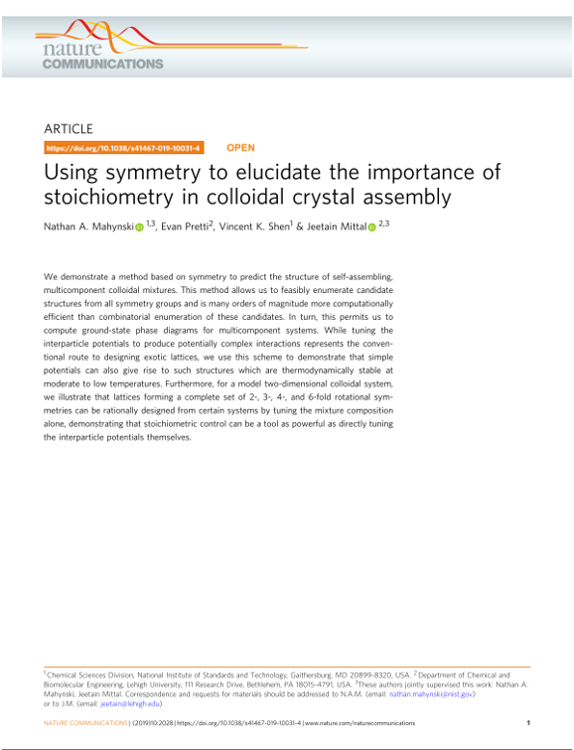 nature
COMMUNICATIONS
ARTICLE
https://doi.org/10.1038/s41467-019-10031-4 OPEN
Using symmetry to elucidate the importance of
stoichiometry in colloidal crystal assembly
Nathan A. Mahynski 1,3, Evan Pretti2, Vincent K. Shen1 & Jeetain Mittal 2,3
We demonstrate a method based on symmetry to predict the structure of self-assembling,
multicomponent colloidal mixtures. This method allows us to feasibly enumerate candidate
structures from all symmetry groups and is many orders of magnitude more computationally
efficient than combinatorial enumeration of these candidates. In turn, this permits us to
compute ground-state phase diagrams for multicomponent systems. While tuning the
interparticle potentials to produce potentially complex interactions represents the conven-
tional route to designing exotic lattices, we use this scheme to demonstrate that simple
potentials can also give rise to such structures which are thermodynamically stable at
moderate to low temperatures. Furthermore, for a model two-dimensional colloidal system,
we illustrate that lattices forming a complete set of 2-, 3-, 4-, and 6-fold rotational sym-
metries can be rationally designed from certain systems by tuning the mixture composition
alone, demonstrating that stoichiometric control can be a tool as powerful as directly tuning
the interparticle potentials themselves.
1 Chemical Sciences Division, National Institute of Standards and Technology, Gaithersburg, MD 20899-8320, USA. 2 Department of Chemical and
Biomolecular Engineering, Lehigh University, 111 Research Drive, Bethlehem, PA 18015-4791, USA. 3These authors jointly supervised this work: Nathan A.
Mahynski, Jeetain Mittal. Correspondence and requests for materials should be addressed to N.A.M. (email: nathan.mahynski@nist.gov)
or to J.M. (email: jeetain@lehigh.edu)
NATURE COMMUNICATIONS | (2019)10:2028 | https://doi.org/10.1038/s41467-019-10031-4 | www.nature.com/naturecommunications 1